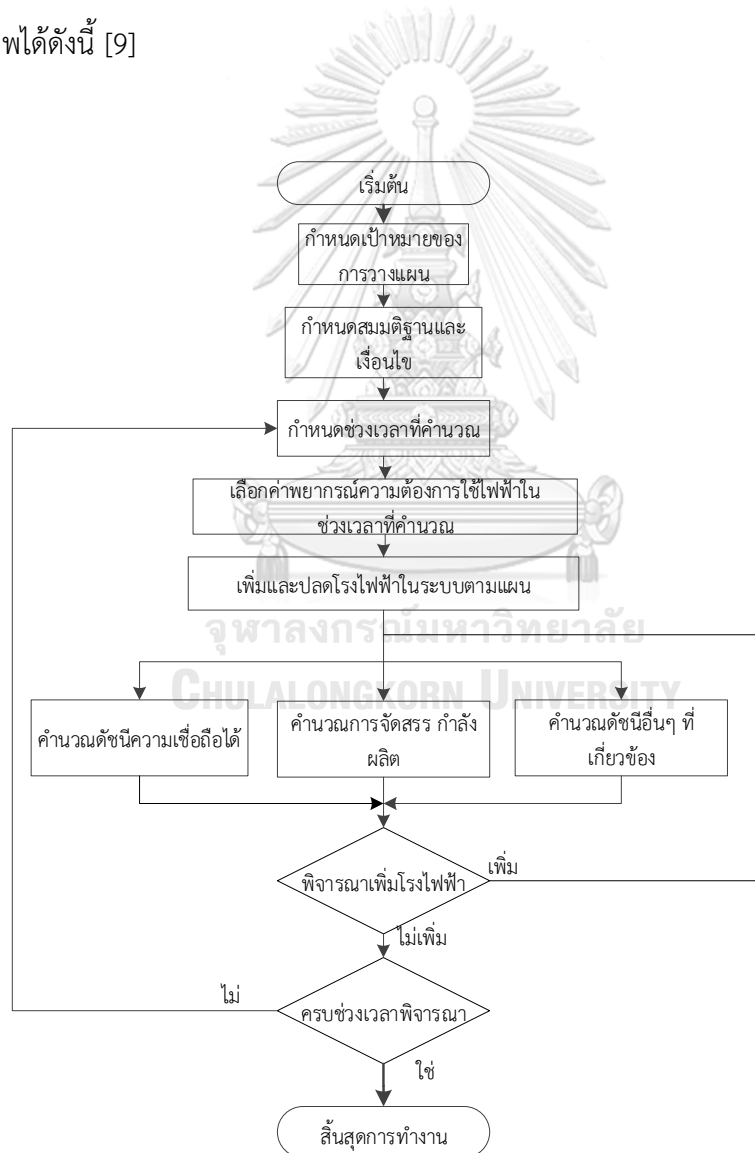 พได้ดังนี้ [9]
เริ่มต้น
กำหนดเป้าหมายของ
การวางแผน
กำหนดสมมติฐานและ
เงื่อนไข
กำหนดช่วงเวลาที่คำนวณ
เลือกค่าพยากรณ์ความต้องการใช้ไฟฟ้าใน
ช่วงเวลาที่คำนวณ
เพิ่มและปลดโรงไฟฟ้าในระบบตามแผน
จุฬาลงกรณ์มหาวิทยาลัย
CHULALONGKORN UNIVERSITY
คำนวณดัชนีความเชื่อถือได้
คำนวณการจัดสรร กำลัง
ผลิต
คำนวณดัชนีอื่นๆ ที่
เกี่ยวข้อง
พิจารณาเพิ่มโรงไฟฟ้า
เพิ่ม
ไม่เพิ่ม
ไม่
ครบช่วงเวลาพิจารณา
ใช่
สิ้นสุดการทำงาน